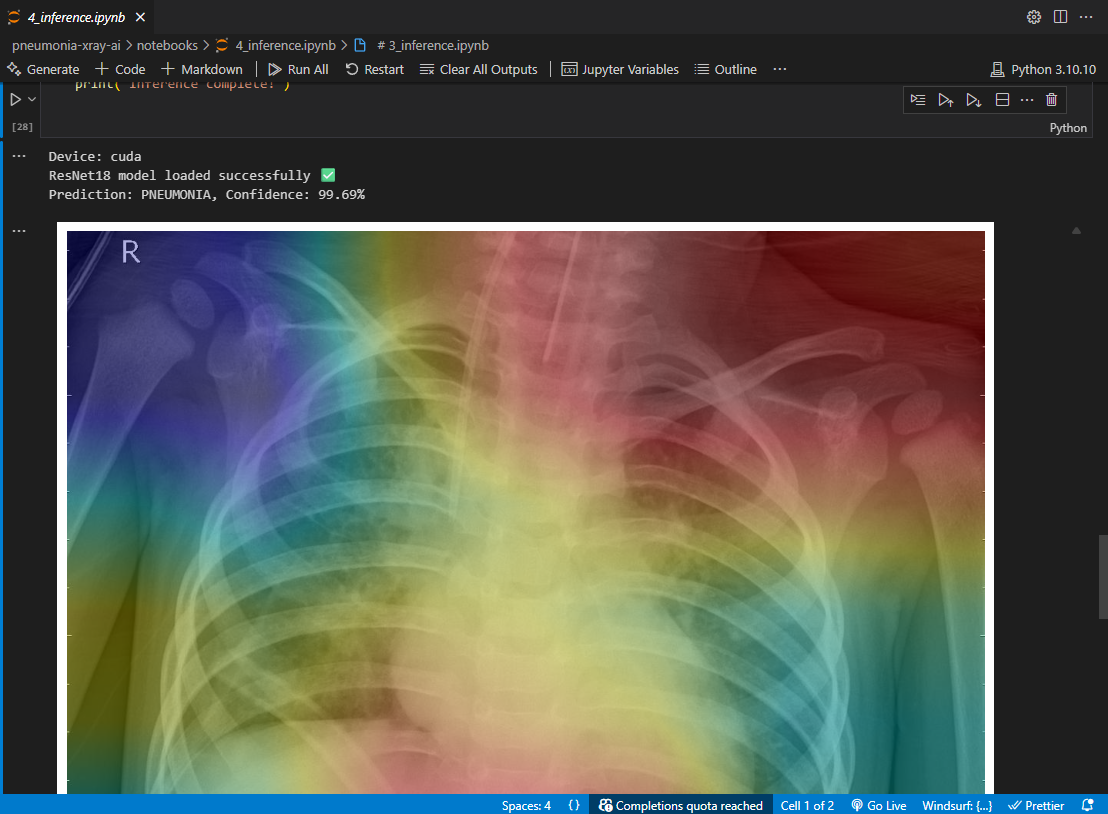 4_inference.ipynb
pneumonia-xray-ai > notebooks > 4_inference.ipynb > # 3_inference.ipynb
Generate + Code + Markdown | Run All Restart Clear All Outputs | Jupyter Variables Outline ... Python 3.10.10
print("Inference complete!")
[28]
Python
Device: cuda
ResNet18 model loaded successfully ✅
Prediction: PNEUMONIA, Confidence: 99.69%
R
Spaces: 4 {} Completions quota reached Cell 1 of 2 Go Live Windsurf: {...} Prettier